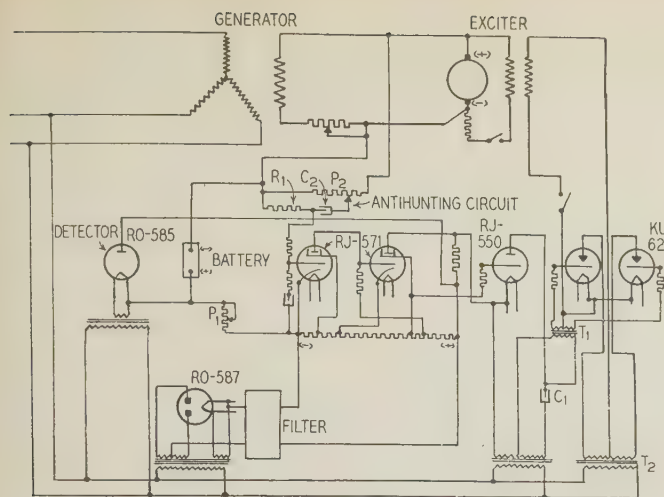 GENERATOR
EXCITER
(+)
(-)
R1
C2
P2
ANTIHUNTING CIRCUIT
DETECTOR
RO-585
BATTERY
(-)
(+)
RJ-571
RJ-
550
KU
62
P1
(-)
(+)
T1
RO-587
FILTER
C1
T2